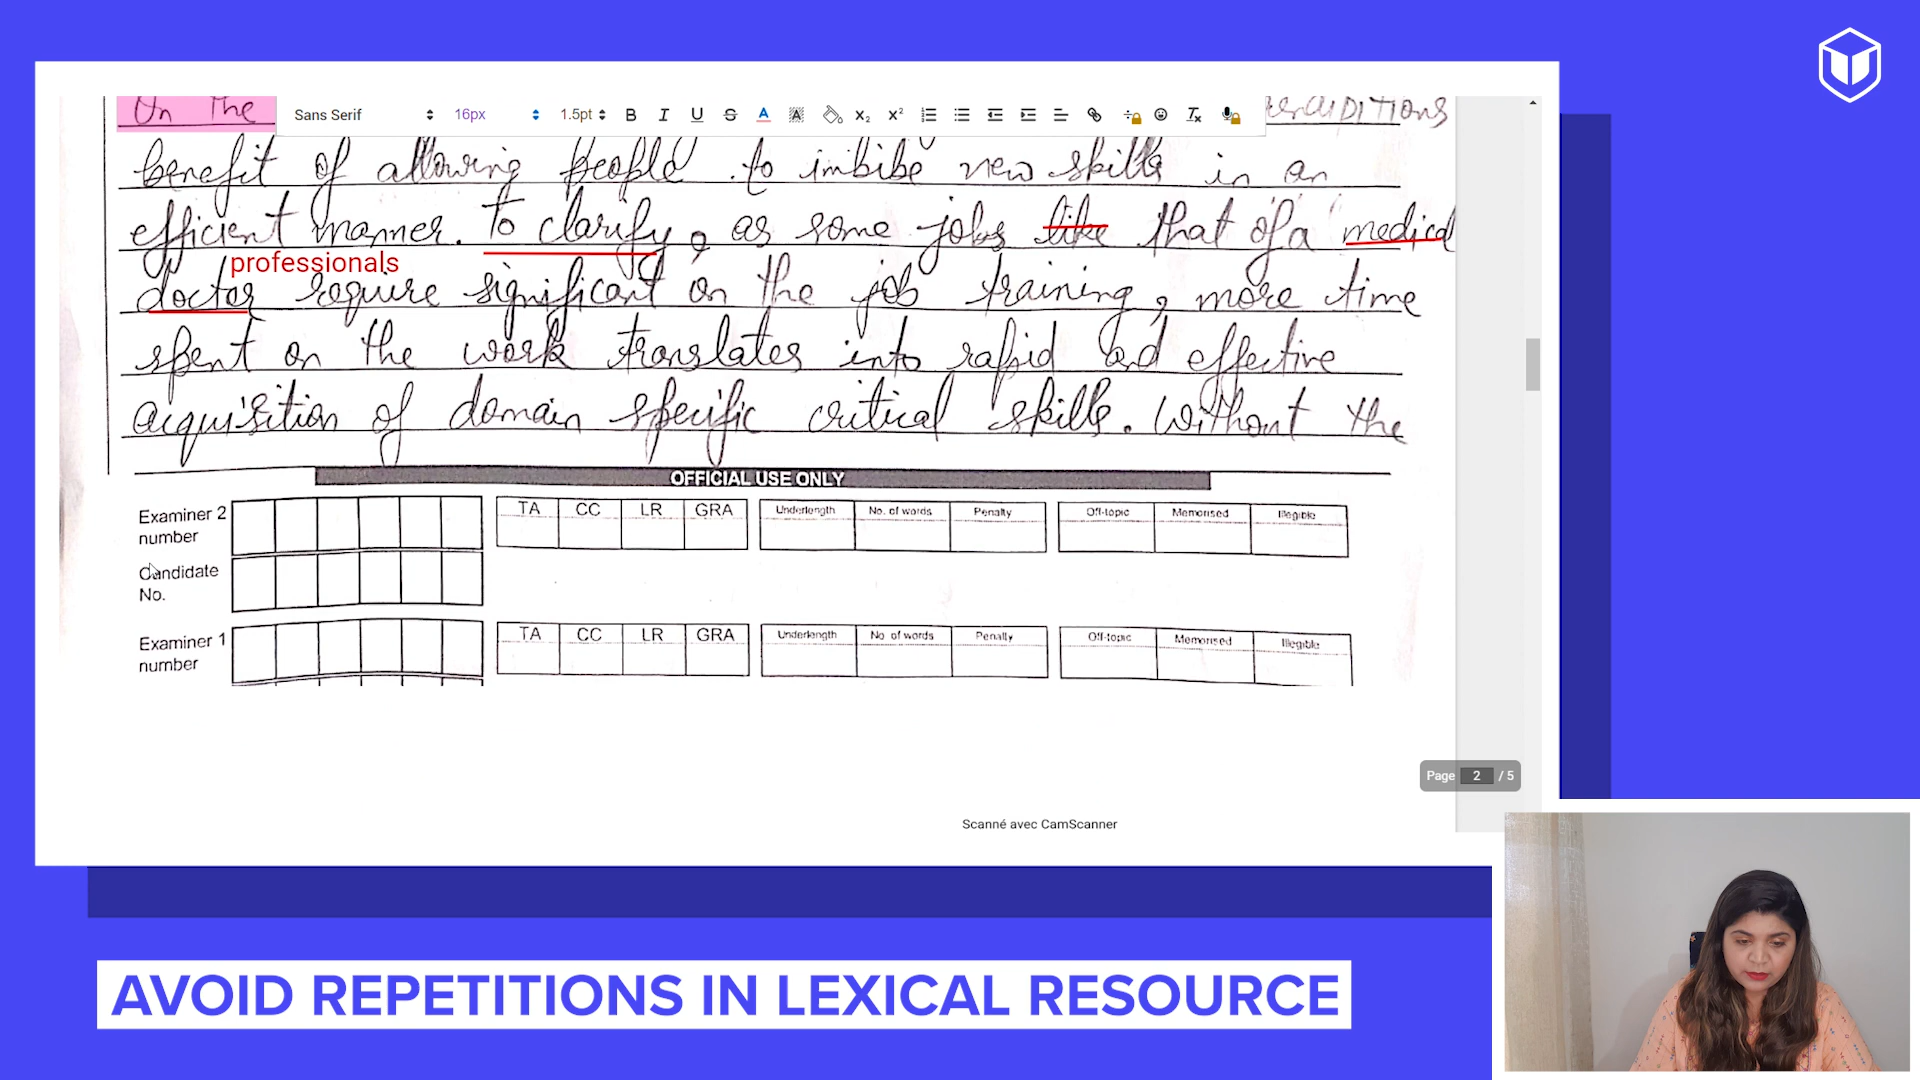 On The
Sans Serif 16px 1.5pt B I U S A A x₂ x²
benefit of allowing people to imbibe new skills in an
efficient manner. To clarify, as some jobs like that of a medical
professionals
doctor require significant on the job training, more time
spent on the work translates into rapid and effective
acquisition of domain specific critical skills. Without the
OFFICIAL USE ONLY
Examiner 2 number TA CC LR GRA Underlength No. of words Penalty Off-topic Memorised Illegible
Candidate No.
Examiner 1 number TA CC LR GRA Underlength No of words Penalty Off-topic Memorised Illegible
Page 2 / 5
Scanné avec CamScanner
AVOID REPETITIONS IN LEXICAL RESOURCE